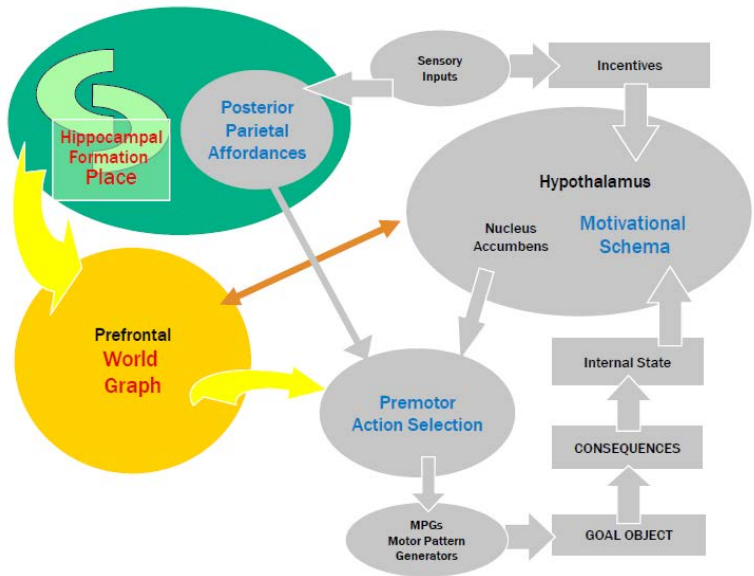 Sensory
Inputs
Incentives
Posterior
Parietal
Affordances
Hippocampal
Formation
Place
Hypothalamus
Nucleus
Accumbens
Motivational
Schema
Prefrontal
World
Graph
Internal State
Premotor
Action Selection
CONSEQUENCES
MPGs
Motor Pattern
Generators
GOAL OBJECT